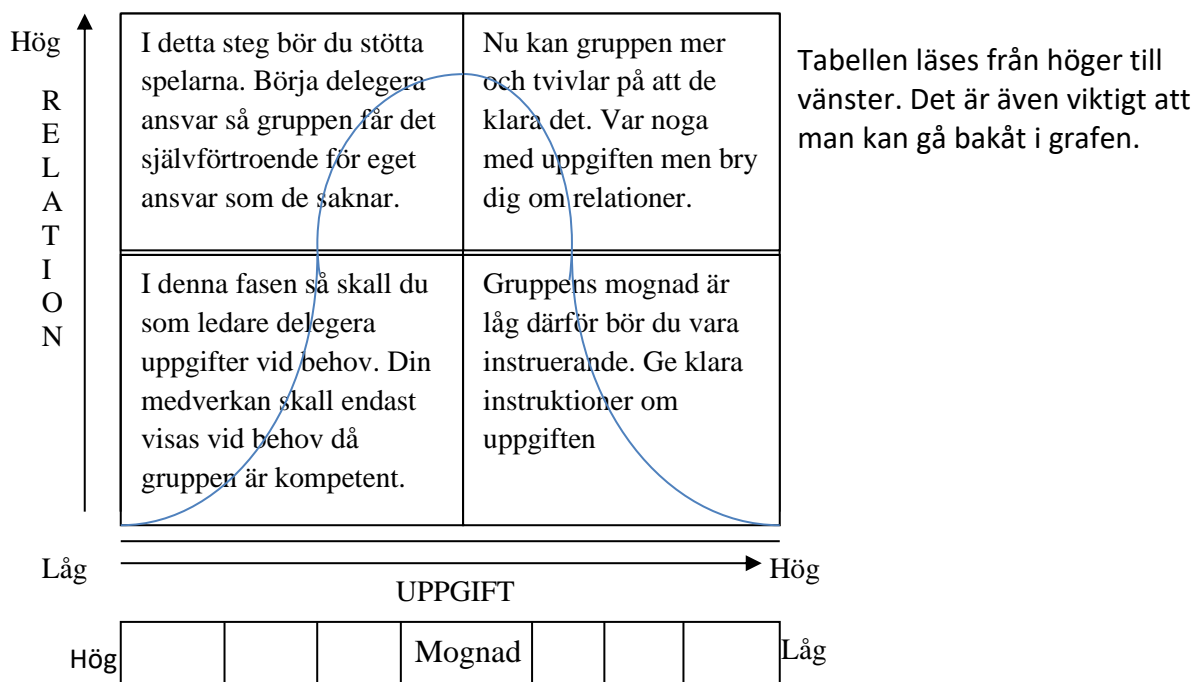 Hög
RELATION
I detta steg bör du stötta
spelarna. Börja delegera
ansvar så gruppen får det
självförtroende för eget
ansvar som de saknar.
Nu kan gruppen mer
och tvivlar på att de
klara det. Var noga
med uppgiften men bry
dig om relationer.
Tabellen läses från höger till
vänster. Det är även viktigt att
man kan gå bakåt i grafen.
I denna fasen så skall du
som ledare delegera
uppgifter vid behov. Din
medverkan skall endast
visas vid behov då
gruppen är kompetent.
Gruppens mognad är
låg därför bör du vara
instruerande. Ge klara
instruktioner om
uppgiften
Låg
Hög
UPPGIFT
Hög
Mognad
Låg